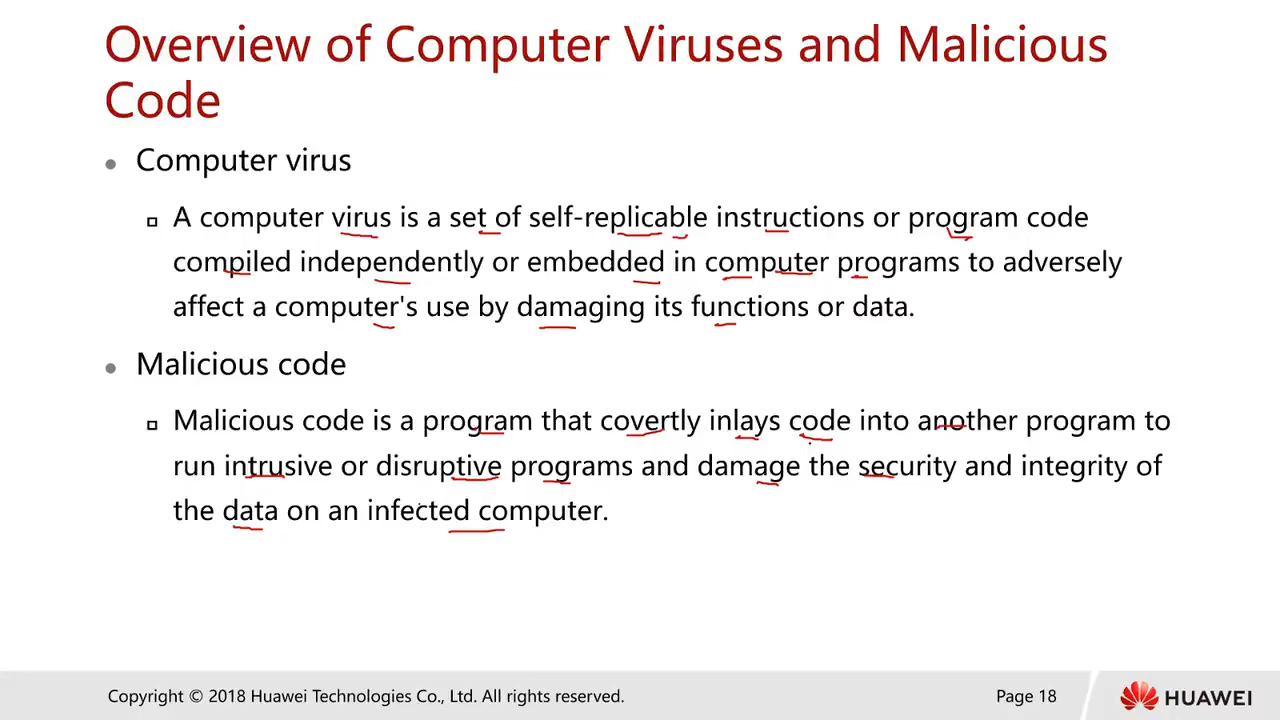 Overview of Computer Viruses and Malicious
Code
● Computer virus
▫ A computer virus is a set of self-replicable instructions or program code
compiled independently or embedded in computer programs to adversely
affect a computer's use by damaging its functions or data.
● Malicious code
▫ Malicious code is a program that covertly inlays code into another program to
run intrusive or disruptive programs and damage the security and integrity of
the data on an infected computer.
Copyright © 2018 Huawei Technologies Co., Ltd. All rights reserved.
Page 18
HUAWEI